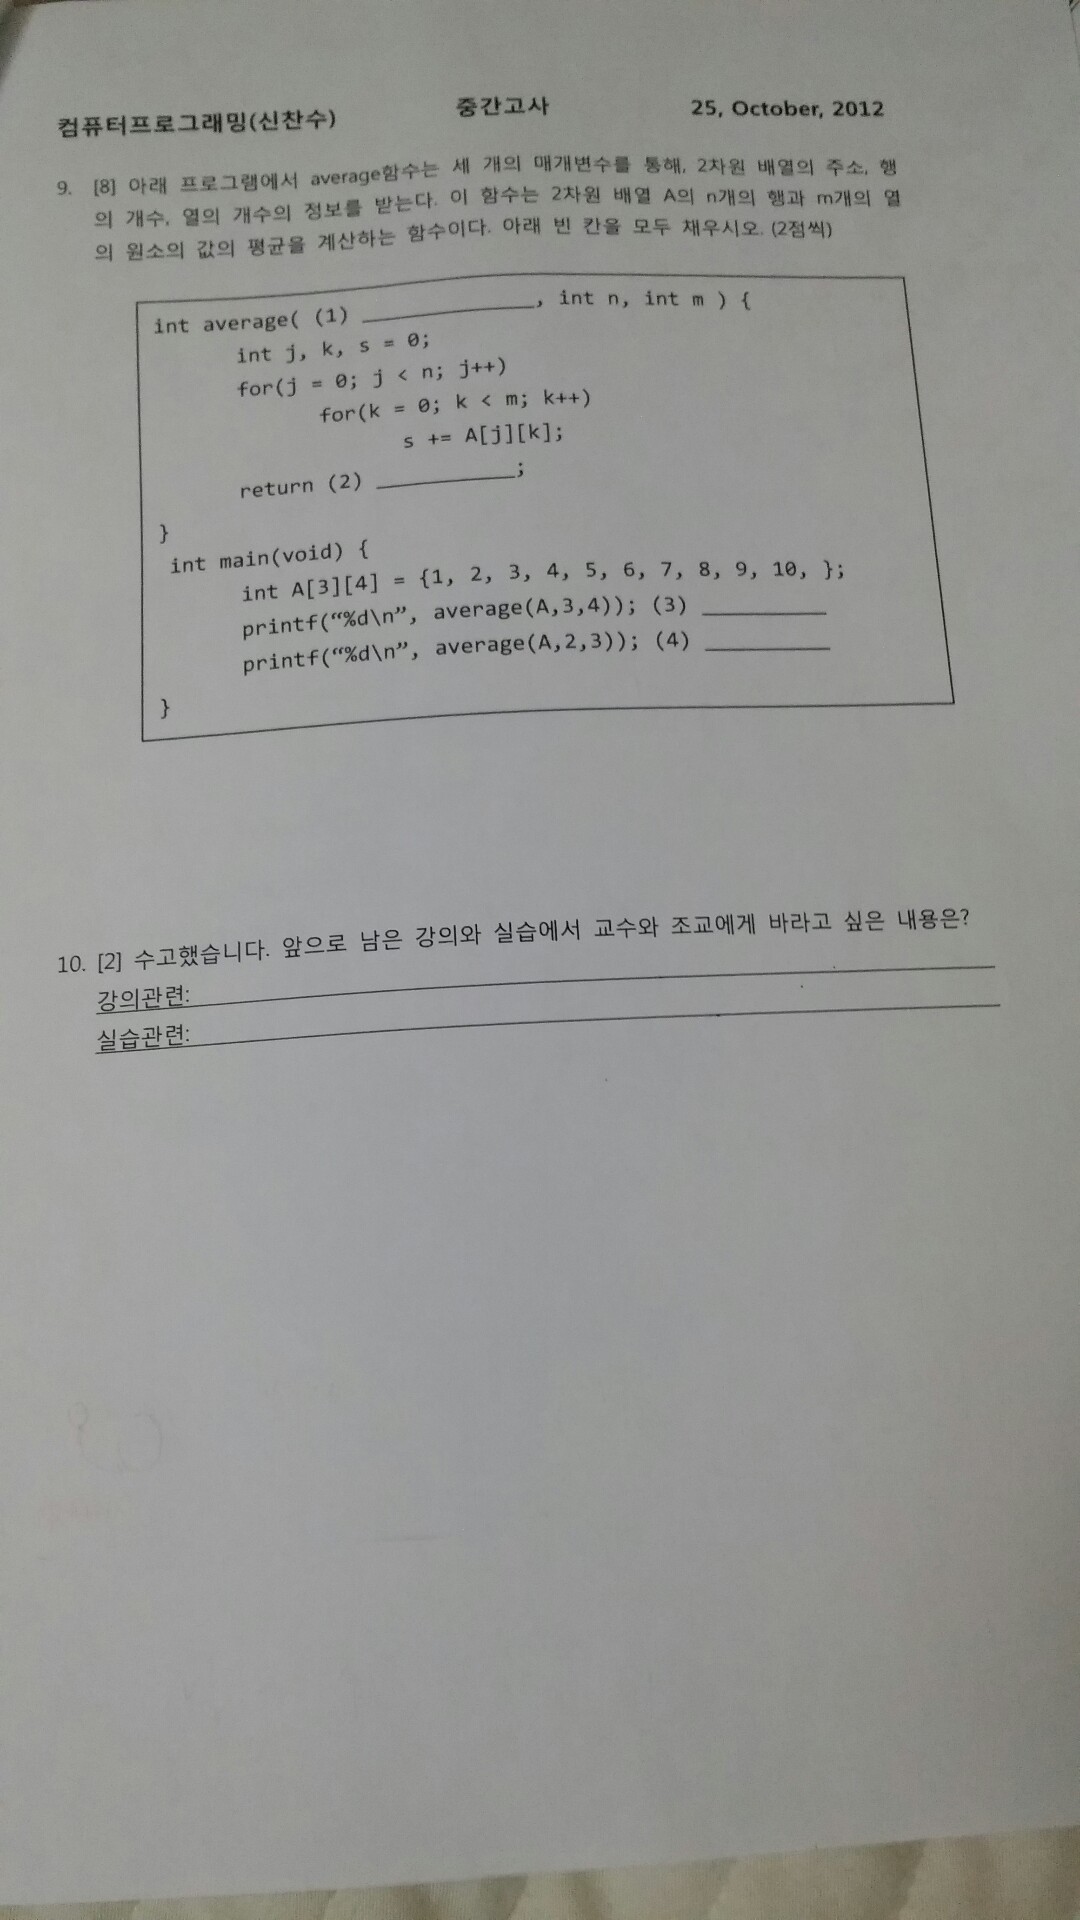 컴퓨터프로그래밍(신찬수) 중간고사 25, October, 2012
9. [8] 아래 프로그램에서 average함수는 세 개의 매개변수를 통해, 2차원 배열의 주소, 행
의 개수, 열의 개수의 정보를 받는다. 이 함수는 2차원 배열 A의 n개의 행과 m개의 열
의 원소의 값의 평균을 계산하는 함수이다. 아래 빈 칸을 모두 채우시오. (2점씩)
int average( (1) ____________, int n, int m ) {
int j, k, s = 0;
for(j = 0; j < n; j++)
for(k = 0; k < m; k++)
s += A[j][k];
return (2) __________;
}
int main(void) {
int A[3][4] = {1, 2, 3, 4, 5, 6, 7, 8, 9, 10, };
printf(“%d\n”, average(A,3,4)); (3) _________
printf(“%d\n”, average(A,2,3)); (4) _________
}
10. [2] 수고했습니다. 앞으로 남은 강의와 실습에서 교수와 조교에게 바라고 싶은 내용은?
강의관련:
실습관련: